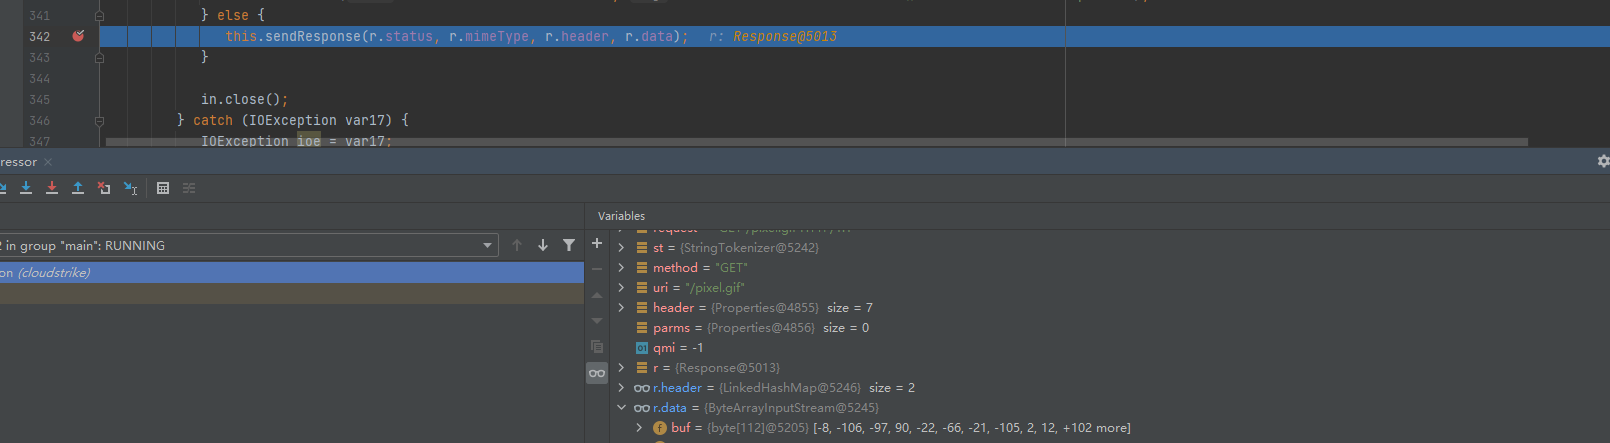 341 } else {
342 this.sendResponse(r.status, r.mimeType, r.header, r.data); r: Response@5013
343 }
344
345 in.close();
346 } catch (IOException var17) {
347 IOException ioe = var17;
ressor ×
Variables
2 in group "main": RUNNING
on (cloudstrike)
st = {StringTokenizer@5242}
method = "GET"
uri = "/pixel.gif"
header = {Properties@4855} size = 7
parms = {Properties@4856} size = 0
qmi = -1
r = {Response@5013}
r.header = {LinkedHashMap@5246} size = 2
r.data = {ByteArrayInputStream@5245}
buf = {byte[112]@5205} [-8, -106, -97, 90, -22, -66, -21, -105, 2, 12, +102 more]